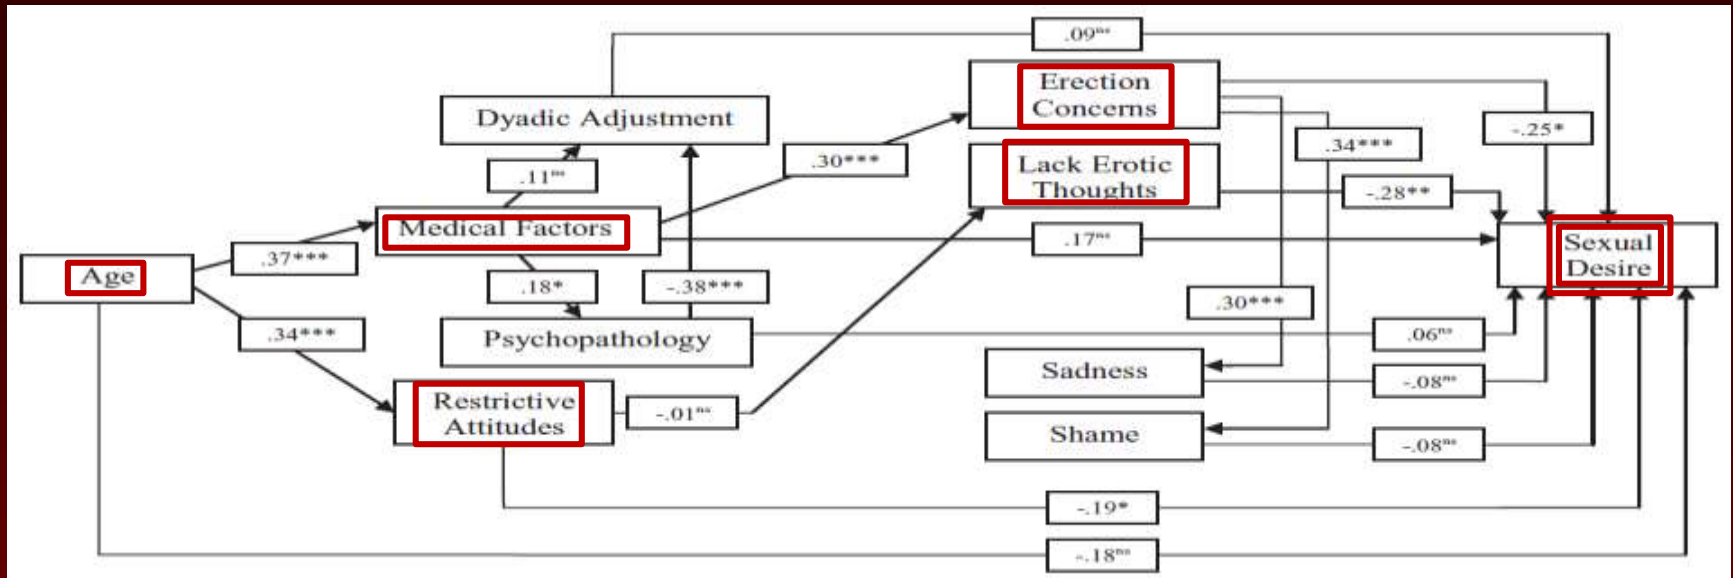 .09ns
Erection
Concerns
Dyadic Adjustment
-.25*
.34***
.30***
Lack Erotic
Thoughts
.11ns
-.28**
Medical Factors
.17ns
Sexual
Desire
.37***
Age
.18*
-.38***
.30***
.34***
Psychopathology
.06ns
Sadness
-.08ns
Restrictive
Attitudes
-.01ns
Shame
-.08ns
-.19*
-.18ns